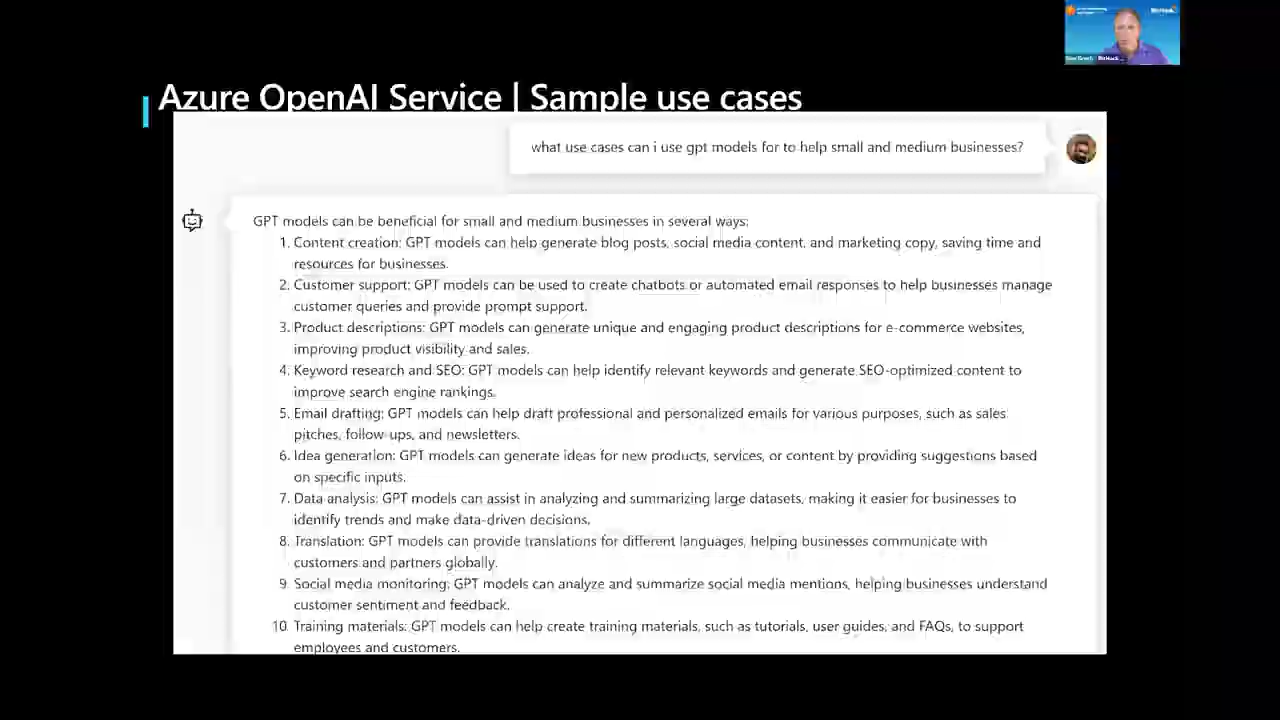 Azure OpenAI Service | Sample use cases
what use cases can i use gpt models for to help small and medium businesses?
GPT models can be beneficial for small and medium businesses in several ways:
1. Content creation: GPT models can help generate blog posts, social media content, and marketing copy, saving time and
resources for businesses.
2. Customer support: GPT models can be used to create chatbots or automated email responses to help businesses manage
customer queries and provide prompt support.
3. Product descriptions: GPT models can generate unique and engaging product descriptions for e-commerce websites,
improving product visibility and sales.
4. Keyword research and SEO: GPT models can help identify relevant keywords and generate SEO-optimized content to
improve search engine rankings.
5. Email drafting: GPT models can help draft professional and personalized emails for various purposes, such as sales
pitches, follow-ups, and newsletters.
6. Idea generation: GPT models can generate ideas for new products, services, or content by providing suggestions based
on specific inputs.
7. Data analysis: GPT models can assist in analyzing and summarizing large datasets, making it easier for businesses to
identify trends and make data-driven decisions.
8. Translation: GPT models can provide translations for different languages, helping businesses communicate with
customers and partners globally.
9. Social media monitoring: GPT models can analyze and summarize social media mentions, helping businesses understand
customer sentiment and feedback.
10. Training materials: GPT models can help create training materials, such as tutorials, user guides, and FAQs, to support
employees and customers.